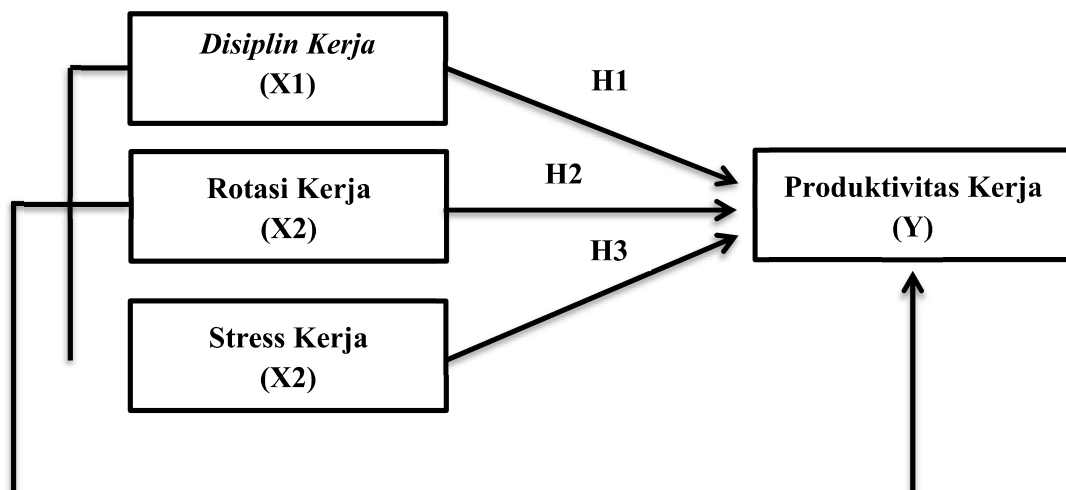 Disiplin Kerja
(X1)
H1
Rotasi Kerja
(X2)
H2
Produktivitas Kerja
(Y)
H3
Stress Kerja
(X2)